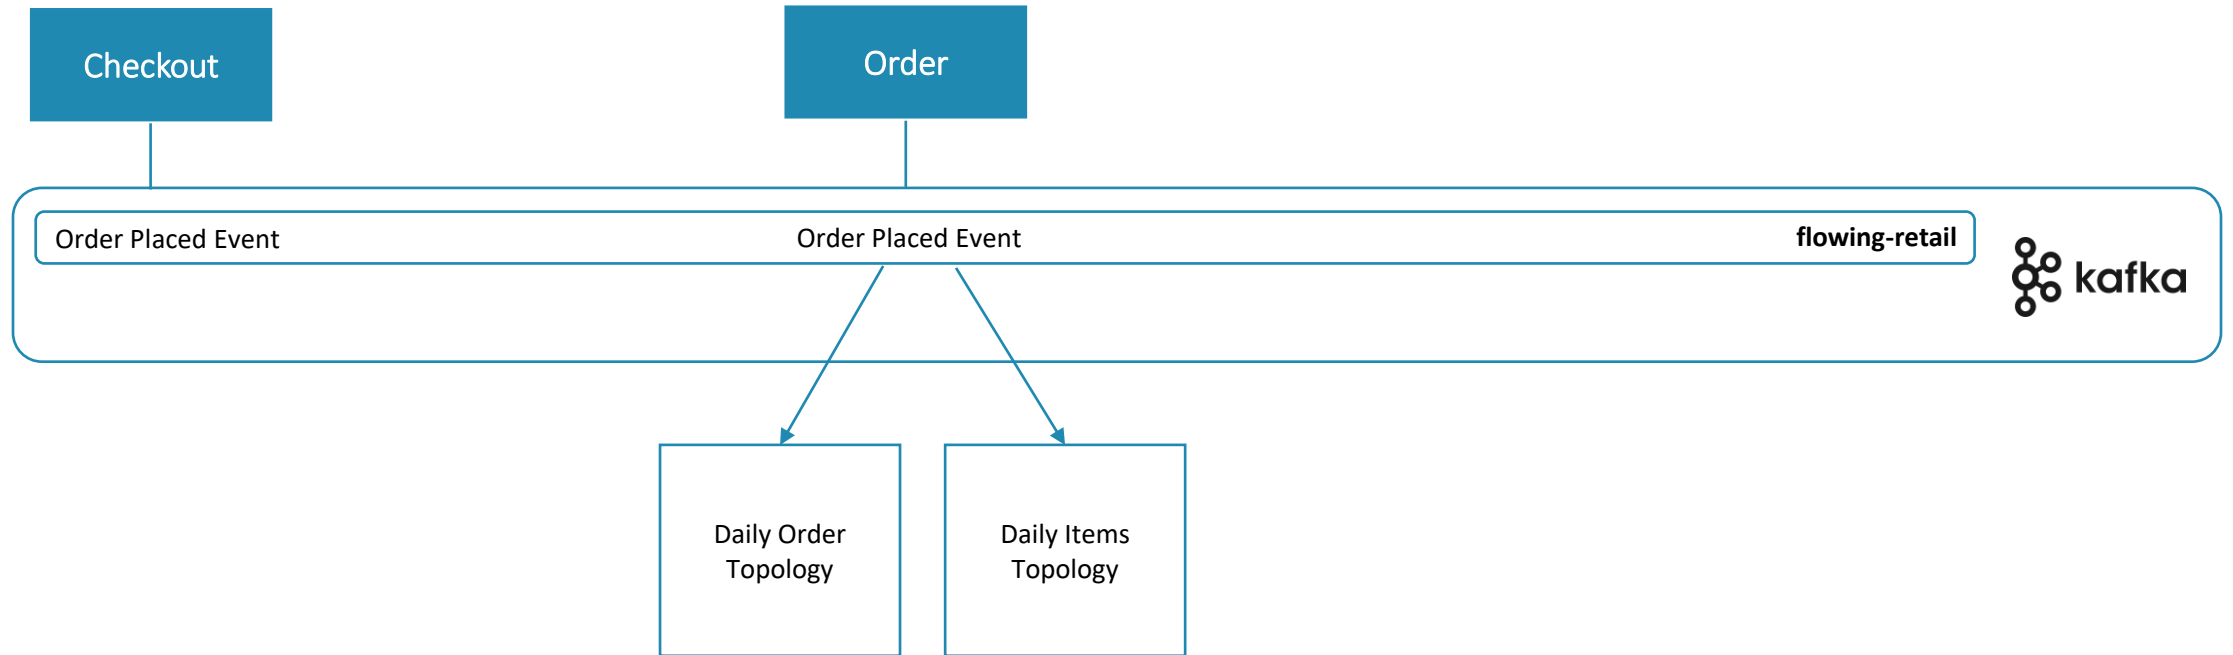 Checkout
Order
Order Placed Event
Order Placed Event
flowing-retail
kafka
Daily Order
Topology
Daily Items
Topology